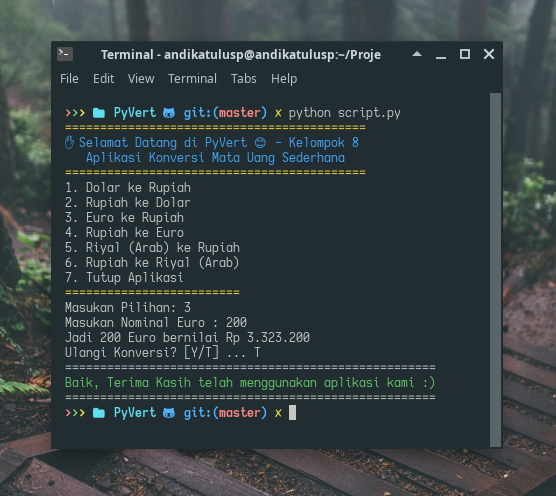 Terminal - andikatulusp@andikatulusp:~/Proje
File Edit View Terminal Tabs Help
>>> PyVert git:(master) x python script.py
===========================================
Selamat Datang di PyVert 😊 - Kelompok 8
Aplikasi Konversi Mata Uang Sederhana
===========================================
1. Dolar ke Rupiah
2. Rupiah ke Dolar
3. Euro ke Rupiah
4. Rupiah ke Euro
5. Riyal (Arab) ke Rupiah
6. Rupiah ke Riyal (Arab)
7. Tutup Aplikasi
=========================
Masukan Pilihan: 3
Masukan Nominal Euro : 200
Jadi 200 Euro bernilai Rp 3.323.200
Ulangi Konversi? [Y/T] ... T
=====================================================
Baik, Terima Kasih telah menggunakan aplikasi kami :)
=====================================================
>>> PyVert git:(master) x